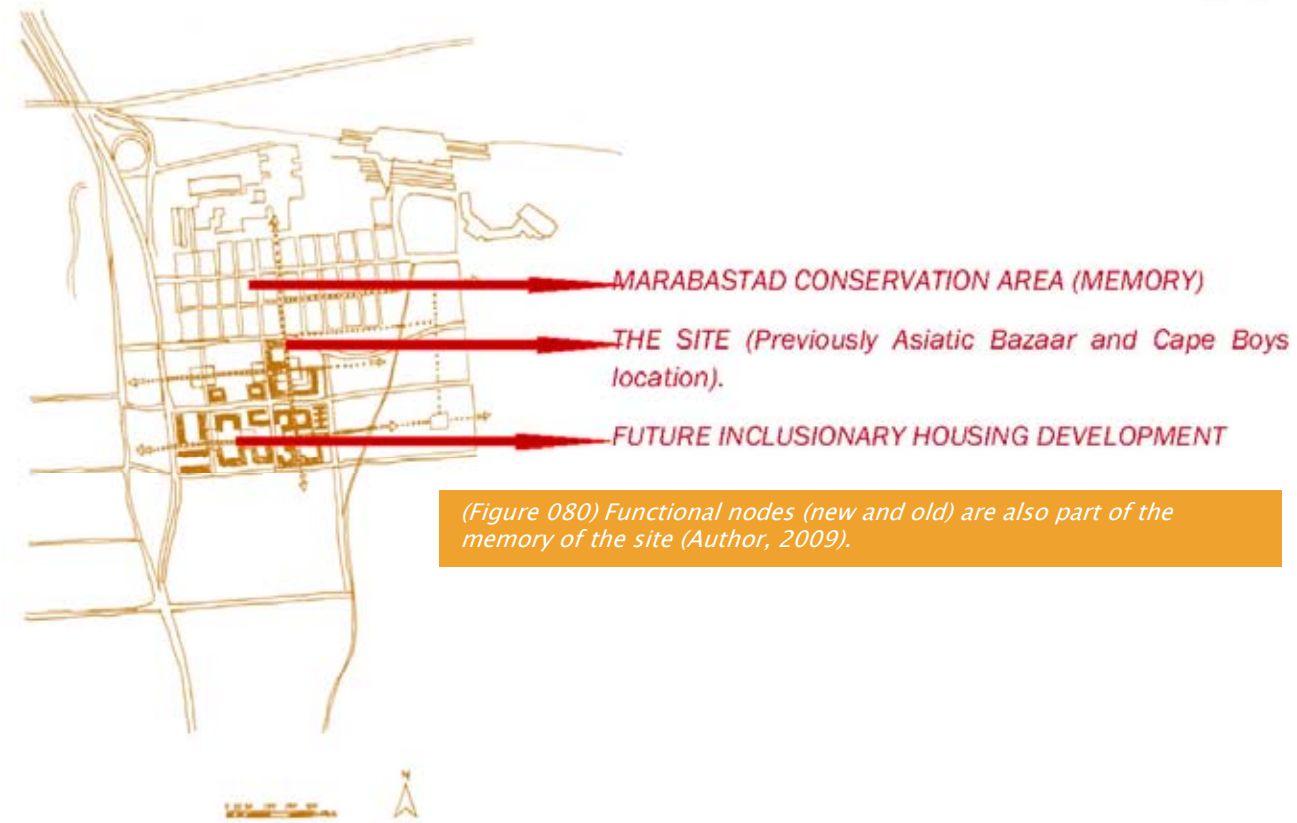 MARABASTAD CONSERVATION AREA (MEMORY)
THE SITE (Previously Asiatic Bazaar and Cape Boys
location).
FUTURE INCLUSIONARY HOUSING DEVELOPMENT
(Figure 080) Functional nodes (new and old) are also part of the
memory of the site (Author, 2009).
N